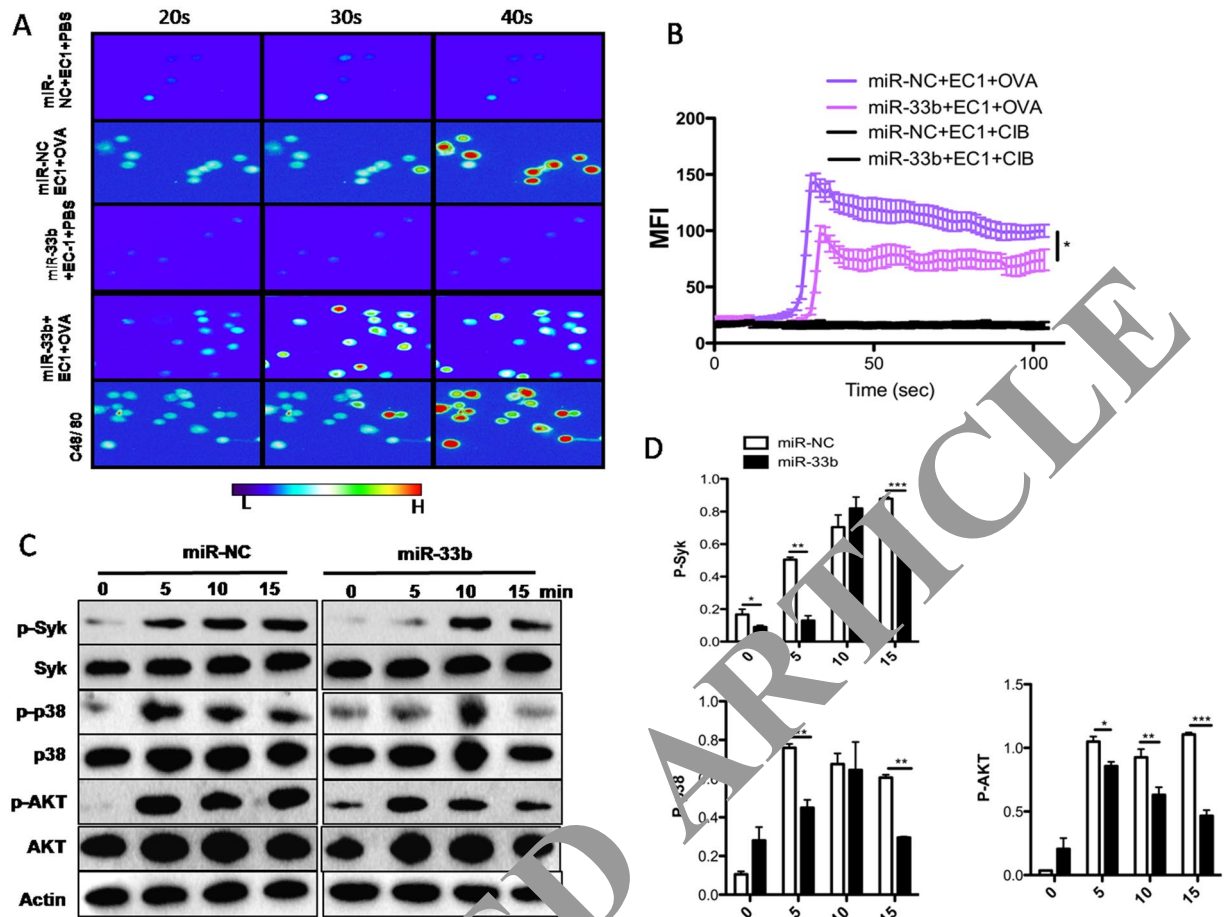 A
20s 30s 40s
miR-
NC+EC1+PBS
miR-NC
EC1+OVA
miR-33b
+EC-1+PBS
miR-33b+
EC1+OVA
C48/80
L H
B
miR-NC+EC1+OVA
miR-33b+EC1+OVA
miR-NC+EC1+CIB
miR-33b+EC1+CIB
200
150
100
50
0
MFI
*
0 50 100
Time (sec)
C
miR-NC miR-33b
0 5 10 15 0 5 10 15 min
p-Syk
Syk
p-p38
p38
p-AKT
AKT
Actin
D
miR-NC
miR-33b
1.0
0.8
0.6
0.4
0.2
0.0
P-Syk
* ** ***
0 5 10 15
1.0
0.8
0.6
0.4
0.2
0.0
**
0 5 10 15
1.5
1.0
0.5
0.0
P-AKT
* ** ***
0 5 10 15
D ARTICLE